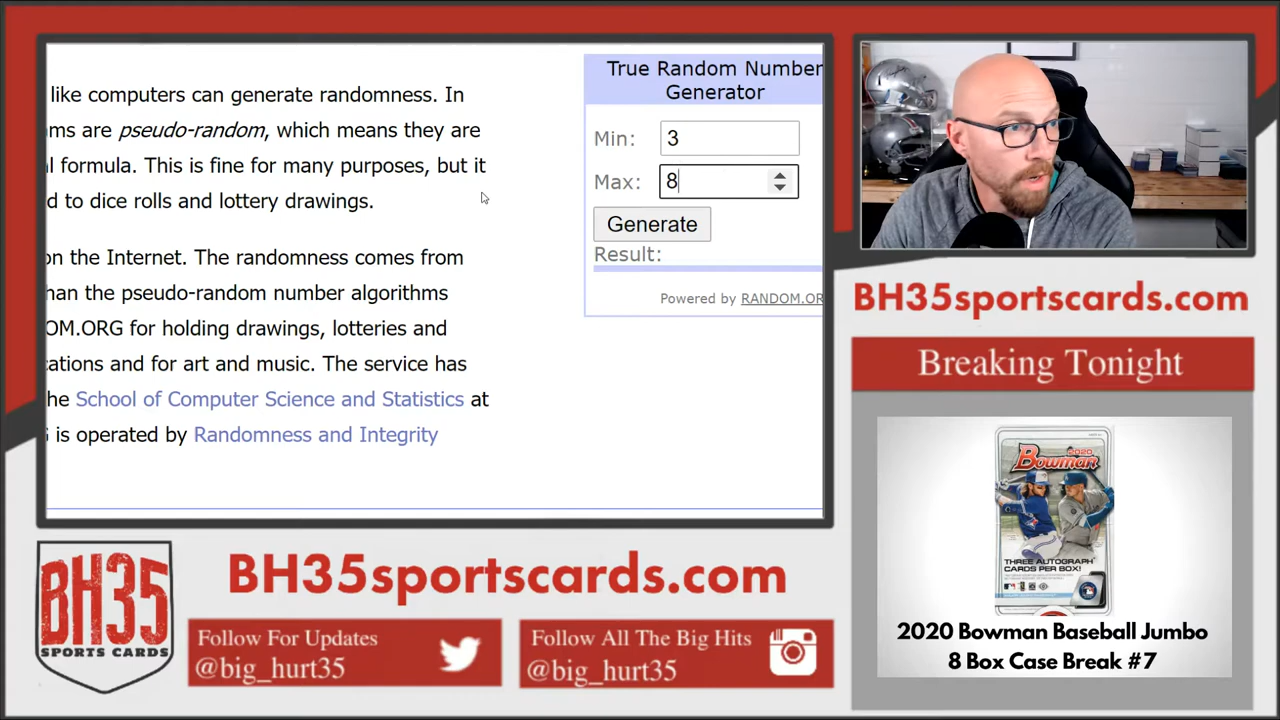 like computers can generate randomness. In
ms are pseudo-random, which means they are
l formula. This is fine for many purposes, but it
d to dice rolls and lottery drawings.
on the Internet. The randomness comes from
han the pseudo-random number algorithms
OM.ORG for holding drawings, lotteries and
cations and for art and music. The service has
he School of Computer Science and Statistics at
G is operated by Randomness and Integrity
True Random Number
Generator
Min: 3
Max: 8
Generate
Result:
Powered by RANDOM.OR
BH35sportscards.com
Breaking Tonight
2020
Bowman
THREE AUTOGRAPH
CARDS PER BOX!
2020 Bowman Baseball Jumbo
8 Box Case Break #7
BH35
SPORTS CARDS
BH35sportscards.com
Follow For Updates
@big_hurt35
Follow All The Big Hits
@big_hurt35